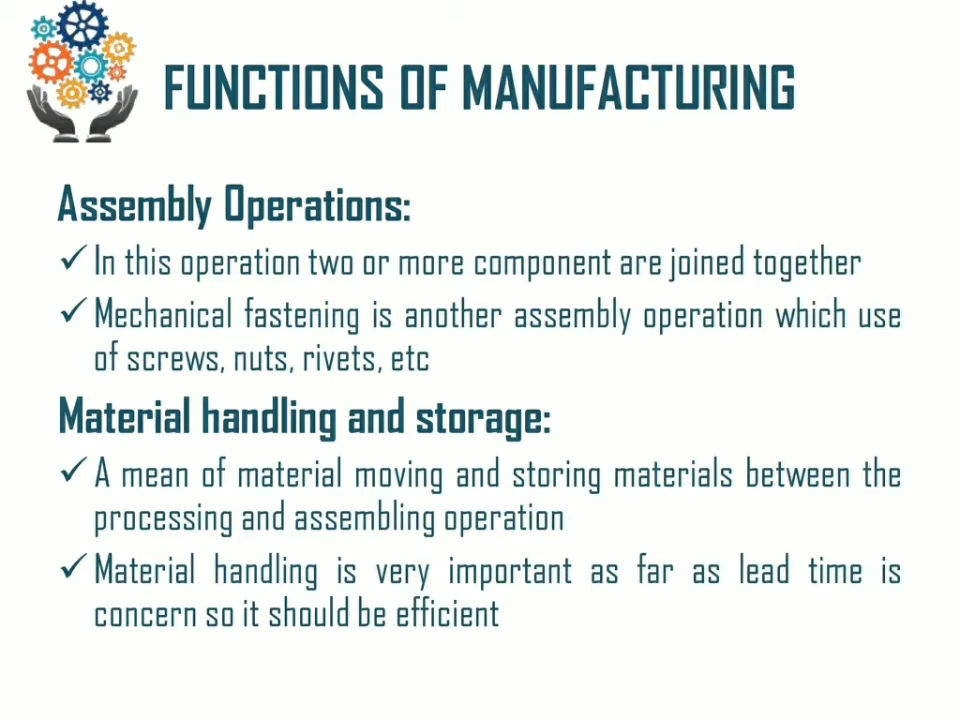 FUNCTIONS OF MANUFACTURING
Assembly Operations:
✓ In this operation two or more component are joined together
✓ Mechanical fastening is another assembly operation which use
of screws, nuts, rivets, etc
Material handling and storage:
✓ A mean of material moving and storing materials between the
processing and assembling operation
✓ Material handling is very important as far as lead time is
concern so it should be efficient